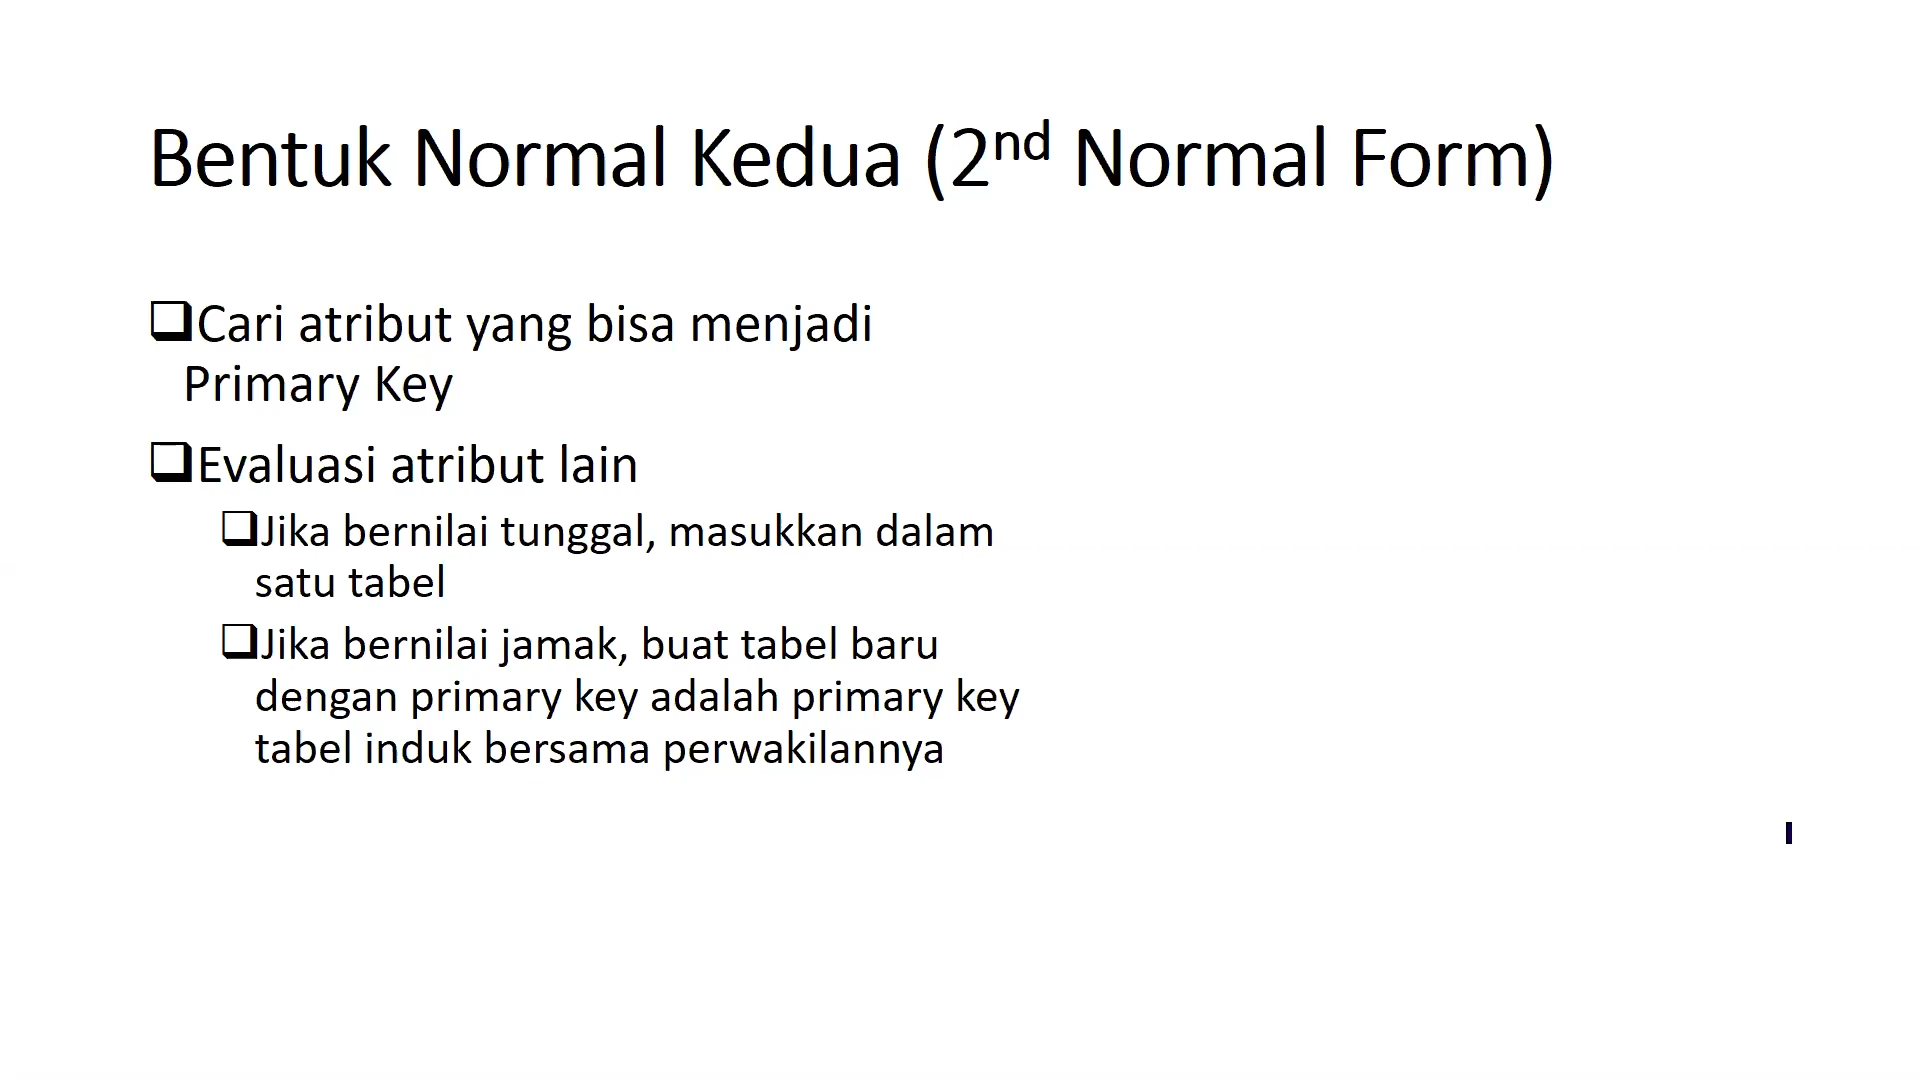 Bentuk Normal Kedua (2nd Normal Form)
Cari atribut yang bisa menjadi
Primary Key
Evaluasi atribut lain
Jika bernilai tunggal, masukkan dalam
satu tabel
Jika bernilai jamak, buat tabel baru
dengan primary key adalah primary key
tabel induk bersama perwakilannya